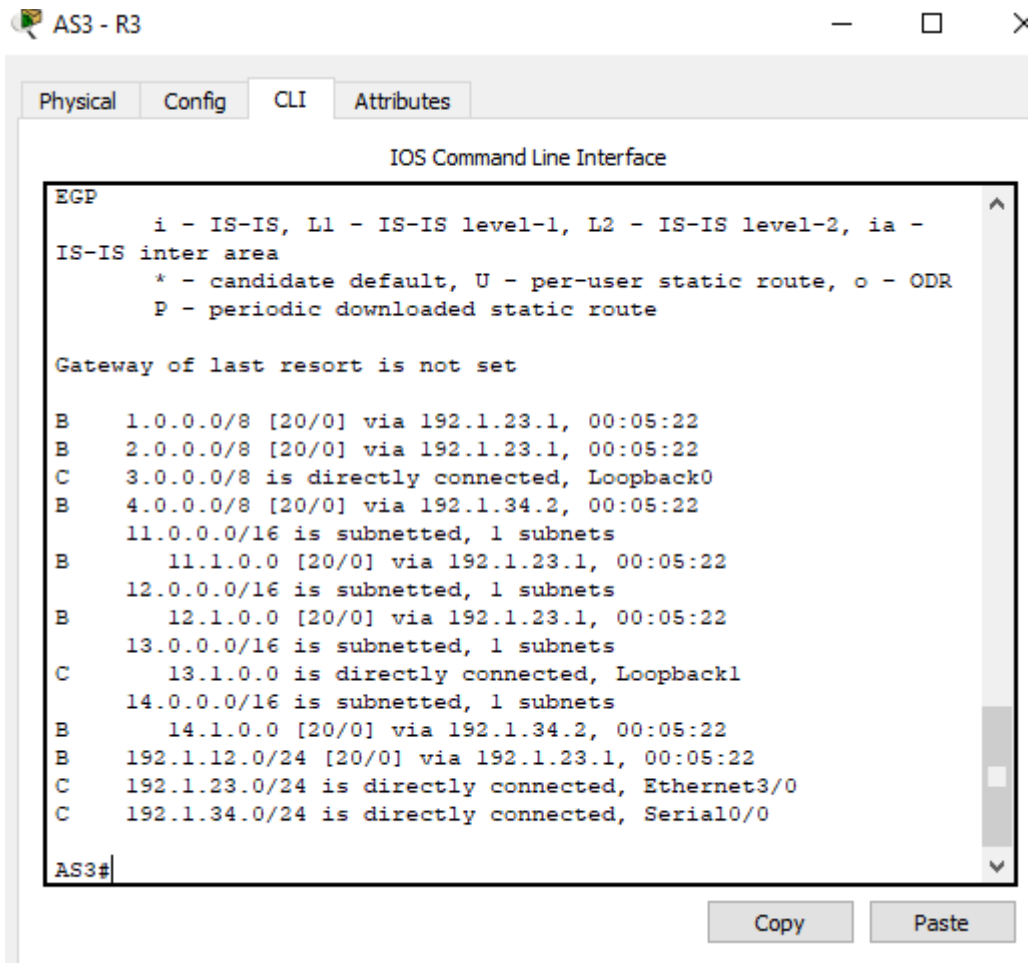 AS3 - R3
Physical Config CLI Attributes
IOS Command Line Interface
EGP
       i - IS-IS, L1 - IS-IS level-1, L2 - IS-IS level-2, ia -
IS-IS inter area
       * - candidate default, U - per-user static route, o - ODR
       P - periodic downloaded static route

Gateway of last resort is not set

B    1.0.0.0/8 [20/0] via 192.1.23.1, 00:05:22
B    2.0.0.0/8 [20/0] via 192.1.23.1, 00:05:22
C    3.0.0.0/8 is directly connected, Loopback0
B    4.0.0.0/8 [20/0] via 192.1.34.2, 00:05:22
     11.0.0.0/16 is subnetted, 1 subnets
B       11.1.0.0 [20/0] via 192.1.23.1, 00:05:22
     12.0.0.0/16 is subnetted, 1 subnets
B       12.1.0.0 [20/0] via 192.1.23.1, 00:05:22
     13.0.0.0/16 is subnetted, 1 subnets
C       13.1.0.0 is directly connected, Loopback1
     14.0.0.0/16 is subnetted, 1 subnets
B       14.1.0.0 [20/0] via 192.1.34.2, 00:05:22
B    192.1.12.0/24 [20/0] via 192.1.23.1, 00:05:22
C    192.1.23.0/24 is directly connected, Ethernet3/0
C    192.1.34.0/24 is directly connected, Serial0/0

AS3#
Copy Paste